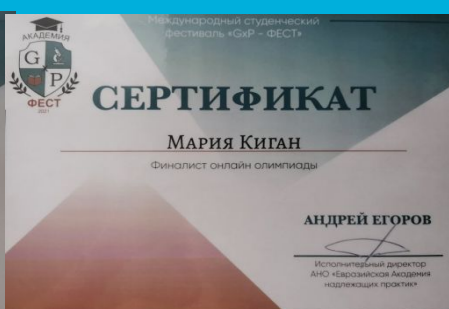 Международный студенческий
фестиваль «GxP – ФЕСТ»
АКАДЕМИЯ
G P
ФЕСТ
2021
СЕРТИФИКАТ
Мария Киган
Финалист онлайн олимпиады
АНДРЕЙ ЕГОРОВ
Исполнительный директор
АНО «Евразийская Академия
надлежащих практик»